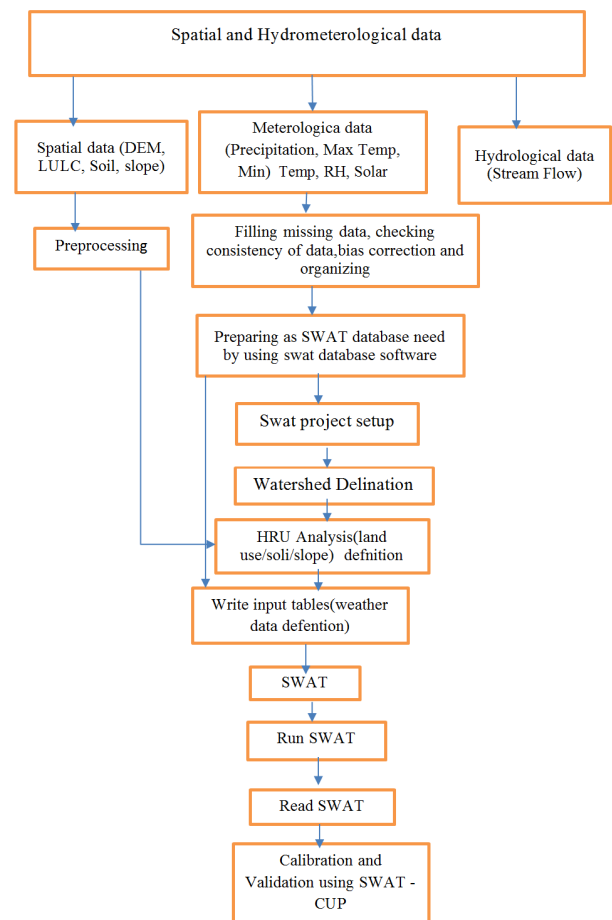 Spatial and Hydrometerological data
Spatial data (DEM,
LULC, Soil, slope)
Meterologica data
(Precipitation, Max Temp,
Min) Temp, RH, Solar
Hydrological data
(Stream Flow)
Preprocessing
Filling missing data, checking
consistency of data,bias correction and
organizing
Preparing as SWAT database need
by using swat database software
Swat project setup
Watershed Delination
HRU Analysis(land
use/soli/slope) defnition
Write input tables(weather
data defention)
SWAT
Run SWAT
Read SWAT
Calibration and
Validation using SWAT -
CUP